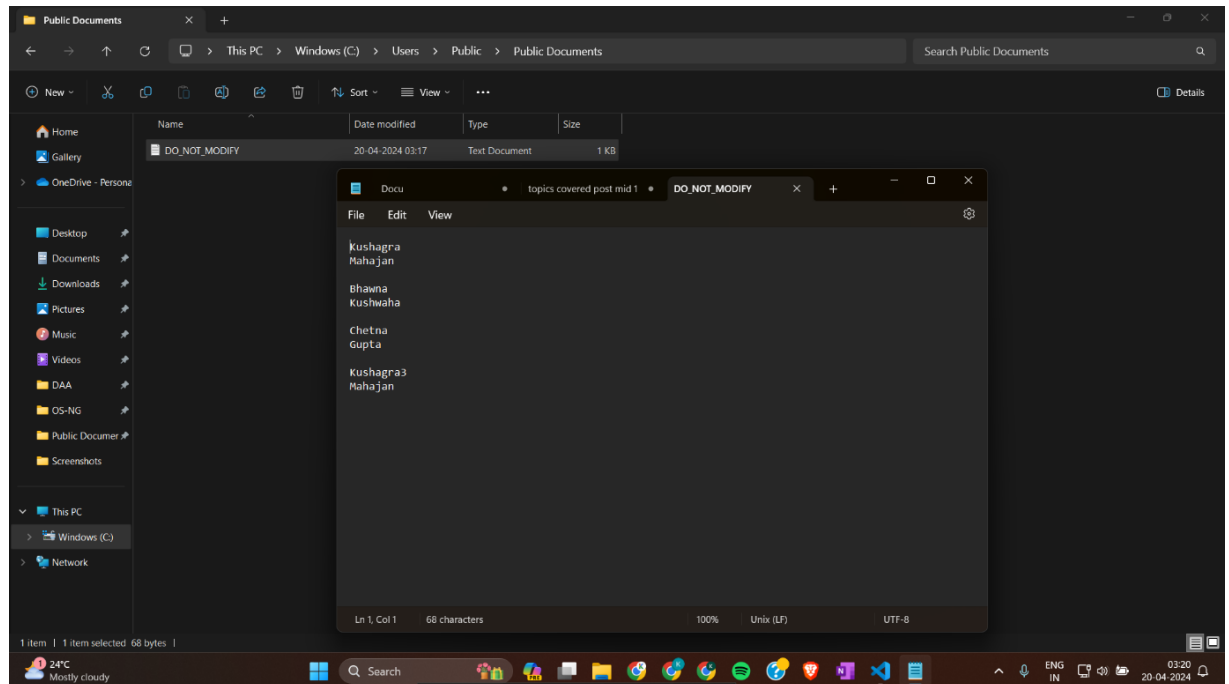 Public Documents
This PC > Windows (C:) > Users > Public > Public Documents
Search Public Documents
New
Sort
View
Details
Name
Date modified
Type
Size
DO_NOT_MODIFY
20-04-2024 03:17
Text Document
1 KB
Home
Gallery
OneDrive - Persona
Desktop
Documents
Downloads
Pictures
Music
Videos
DAA
OS-NG
Public Documer
Screenshots
This PC
Windows (C:)
Network
Docu
topics covered post mid 1
DO_NOT_MODIFY
File Edit View
Kushagra
Mahajan
Bhawna
Kushwaha
Chetna
Gupta
Kushagra3
Mahajan
Ln 1, Col 1
68 characters
100%
Unix (LF)
UTF-8
1 item
1 item selected 68 bytes
1
24°C
Mostly cloudy
Search
PRE
ENG
IN
03:20
20-04-2024